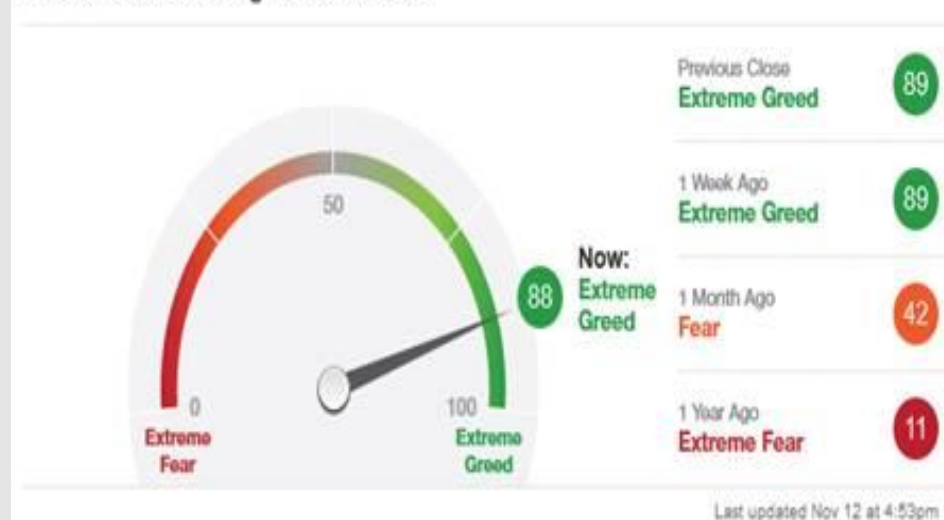 50
0
100
Extreme
Fear
Extreme
Greed
88
Now:
Extreme
Greed
Previous Close
Extreme Greed
89
1 Week Ago
Extreme Greed
89
1 Month Ago
Fear
42
1 Year Ago
Extreme Fear
11
Last updated Nov 12 at 4:53pm